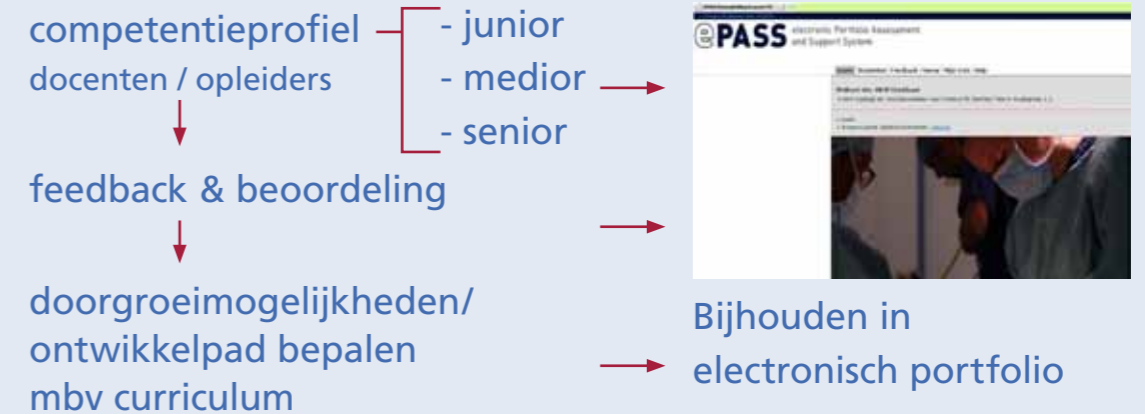 competentieprofiel
docenten / opleiders
- junior
- medior
- senior
feedback & beoordeling
doorgroeimogelijkheden/
ontwikkelpad bepalen
mbv curriculum
ePASS electronic Portfolio Assessment
and Support System
Bijhouden in
electronisch portfolio